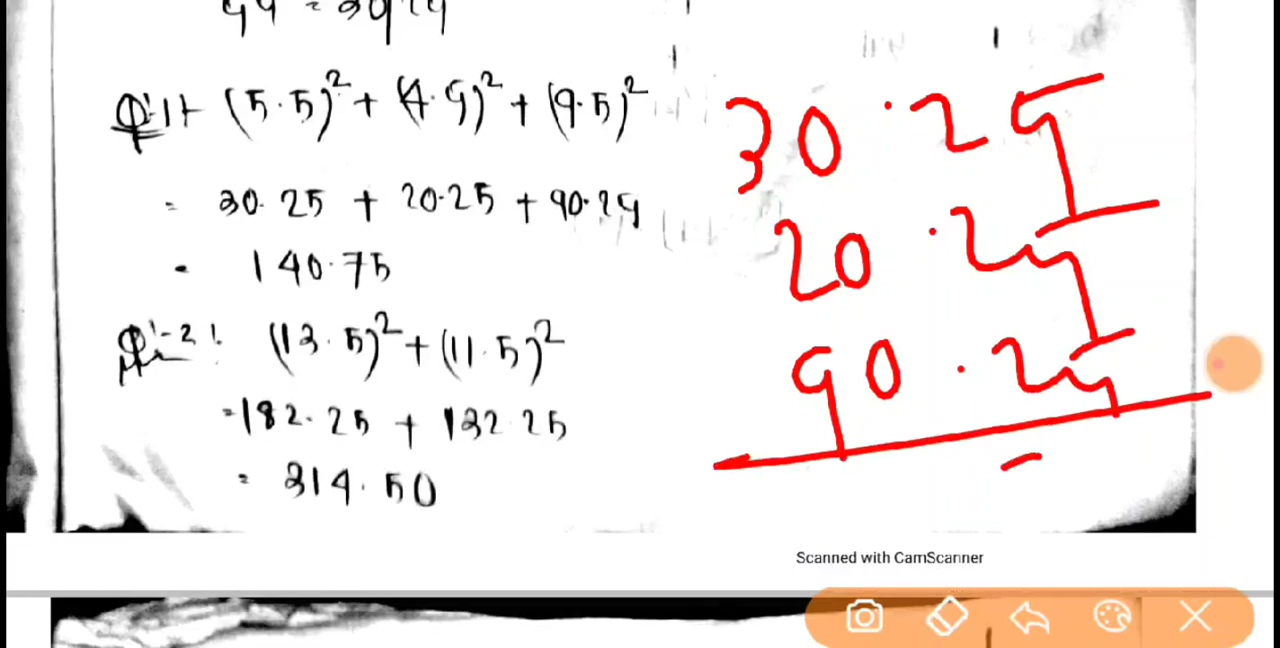 Q-1:- (5.5)² + (4.5)² + (9.5)²
= 30.25 + 20.25 + 90.25
= 140.75
Q-2: (13.5)² + (11.5)²
= 182.25 + 132.25
= 314.50
30.25
20.25
90.25
Scanned with CamScanner